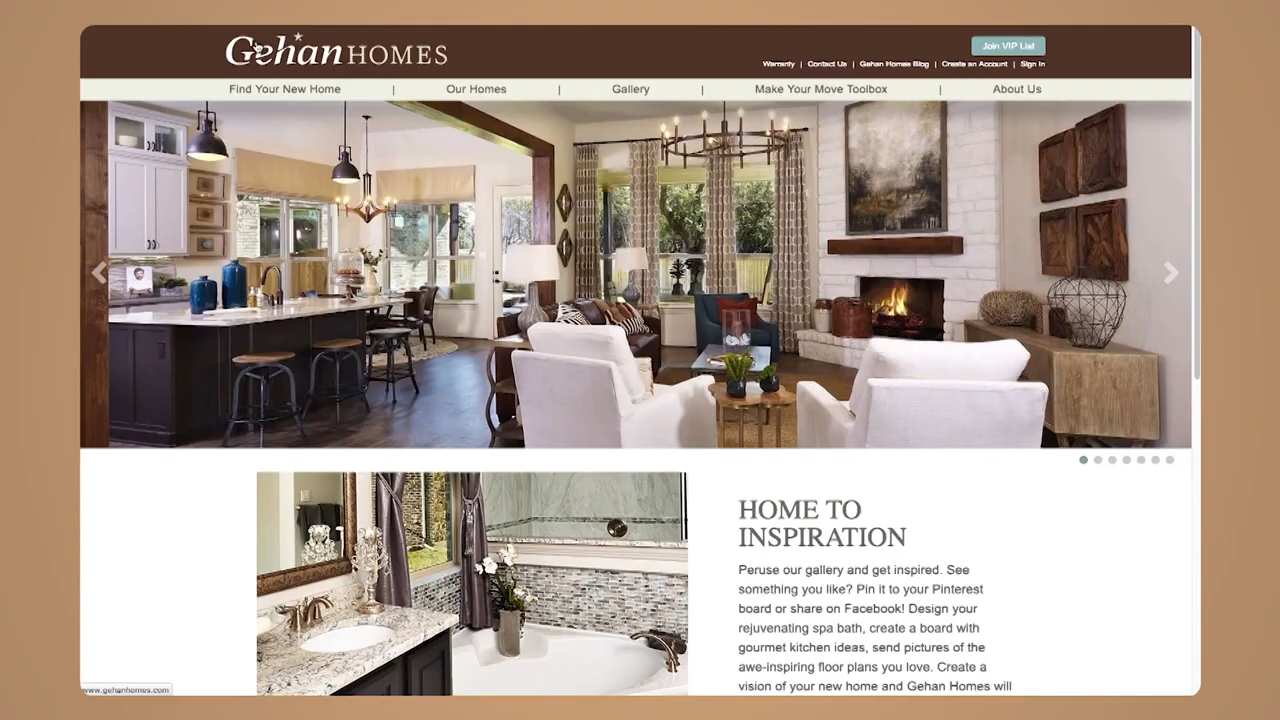 Gehan HOMES
Join VIP List
Warranty | Contact Us | Gehan Homes Blog | Create an Account | Sign In
Find Your New Home | Our Homes | Gallery | Make Your Move Toolbox | About Us
HOME TO
INSPIRATION
Peruse our gallery and get inspired. See
something you like? Pin it to your Pinterest
board or share on Facebook! Design your
rejuvenating spa bath, create a board with
gourmet kitchen ideas, send pictures of the
awe-inspiring floor plans you love. Create a
vision of your new home and Gehan Homes will
www.gehanhomes.com